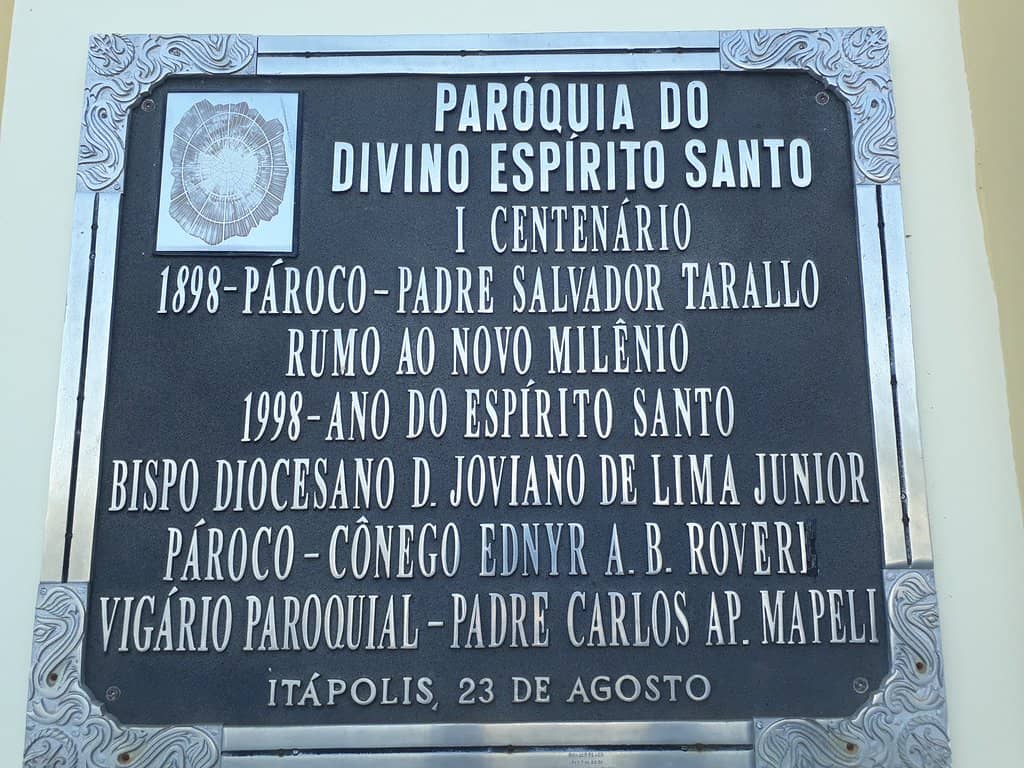 PARÓQUIA DO
DIVINO ESPÍRITO SANTO
I CENTENÁRIO
1898-PÁROCO-PADRE SALVADOR TARALLO
RUMO AO NOVO MILÊNIO
1998-ANO DO ESPÍRITO SANTO
BISPO DIOCESANO D. JOVIANO DE LIMA JUNIOR
PÁROCO-CÔNEGO EDNYR A. B. ROVERI
VIGÁRIO PAROQUIAL-PADRE CARLOS AP. MAPELI
ITÁPOLIS, 23 DE AGOSTO